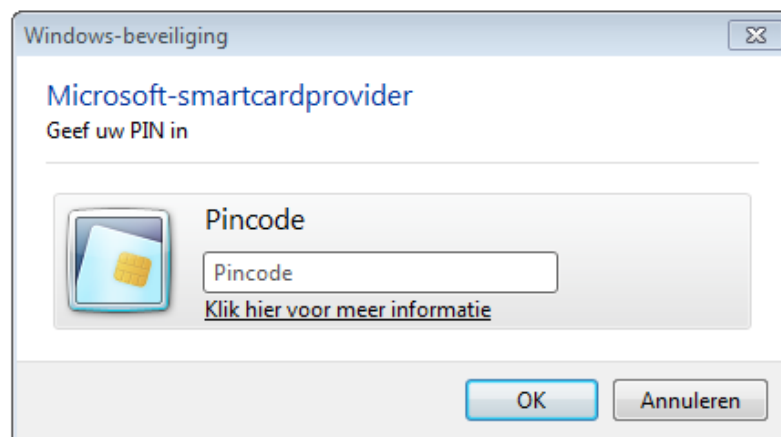 Windows-beveiliging
Microsoft-smartcardprovider
Geef uw PIN in
Pincode
Pincode
Klik hier voor meer informatie
OK
Annuleren